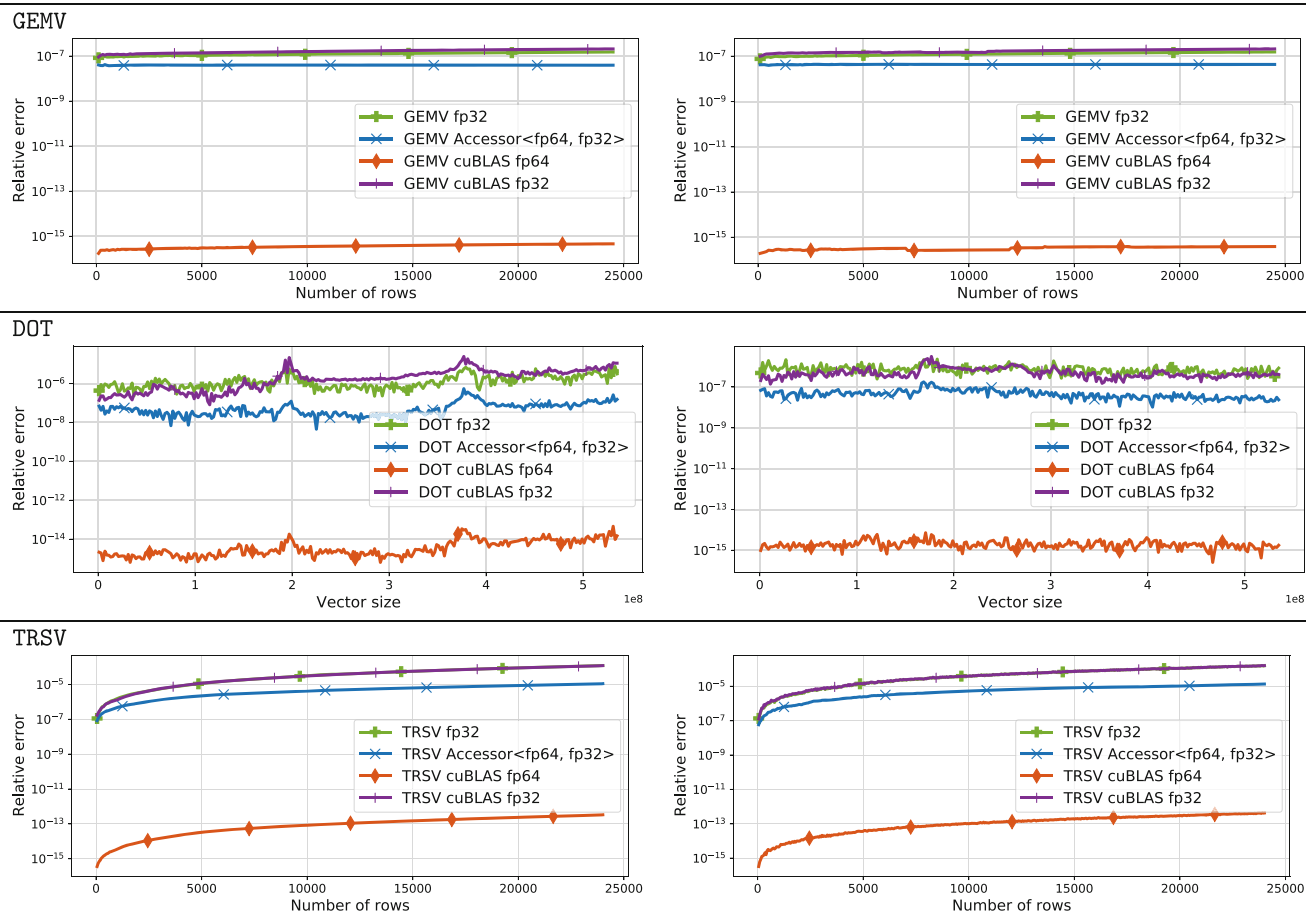 GEMV
Relative error
10⁻⁷
10⁻⁹
10⁻¹¹
10⁻¹³
10⁻¹⁵
GEMV fp32
GEMV Accessor<fp64, fp32>
GEMV cuBLAS fp64
GEMV cuBLAS fp32
0 5000 10000 15000 20000 25000
Number of rows
Relative error
10⁻⁷
10⁻⁹
10⁻¹¹
10⁻¹³
10⁻¹⁵
GEMV fp32
GEMV Accessor<fp64, fp32>
GEMV cuBLAS fp64
GEMV cuBLAS fp32
0 5000 10000 15000 20000 25000
Number of rows
DOT
Relative error
10⁻⁶
10⁻⁸
10⁻¹⁰
10⁻¹²
10⁻¹⁴
DOT fp32
DOT Accessor<fp64, fp32>
DOT cuBLAS fp64
DOT cuBLAS fp32
0 1 2 3 4 5
1e8
Vector size
Relative error
10⁻⁷
10⁻⁹
10⁻¹¹
10⁻¹³
10⁻¹⁵
DOT fp32
DOT Accessor<fp64, fp32>
DOT cuBLAS fp64
DOT cuBLAS fp32
0 1 2 3 4 5
1e8
Vector size
TRSV
Relative error
10⁻⁵
10⁻⁷
10⁻⁹
10⁻¹¹
10⁻¹³
10⁻¹⁵
TRSV fp32
TRSV Accessor<fp64, fp32>
TRSV cuBLAS fp64
TRSV cuBLAS fp32
0 5000 10000 15000 20000 25000
Number of rows
Relative error
10⁻⁵
10⁻⁷
10⁻⁹
10⁻¹¹
10⁻¹³
10⁻¹⁵
TRSV fp32
TRSV Accessor<fp64, fp32>
TRSV cuBLAS fp64
TRSV cuBLAS fp32
0 5000 10000 15000 20000 25000
Number of rows